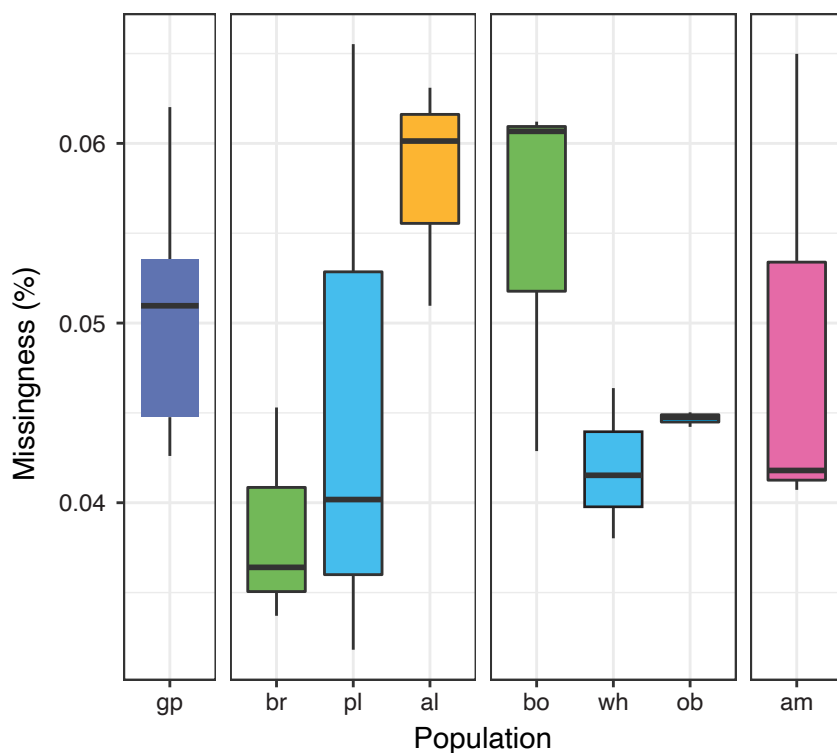 Missingness (%)
0.06
0.05
0.04
gp br pl al bo wh ob am
Population